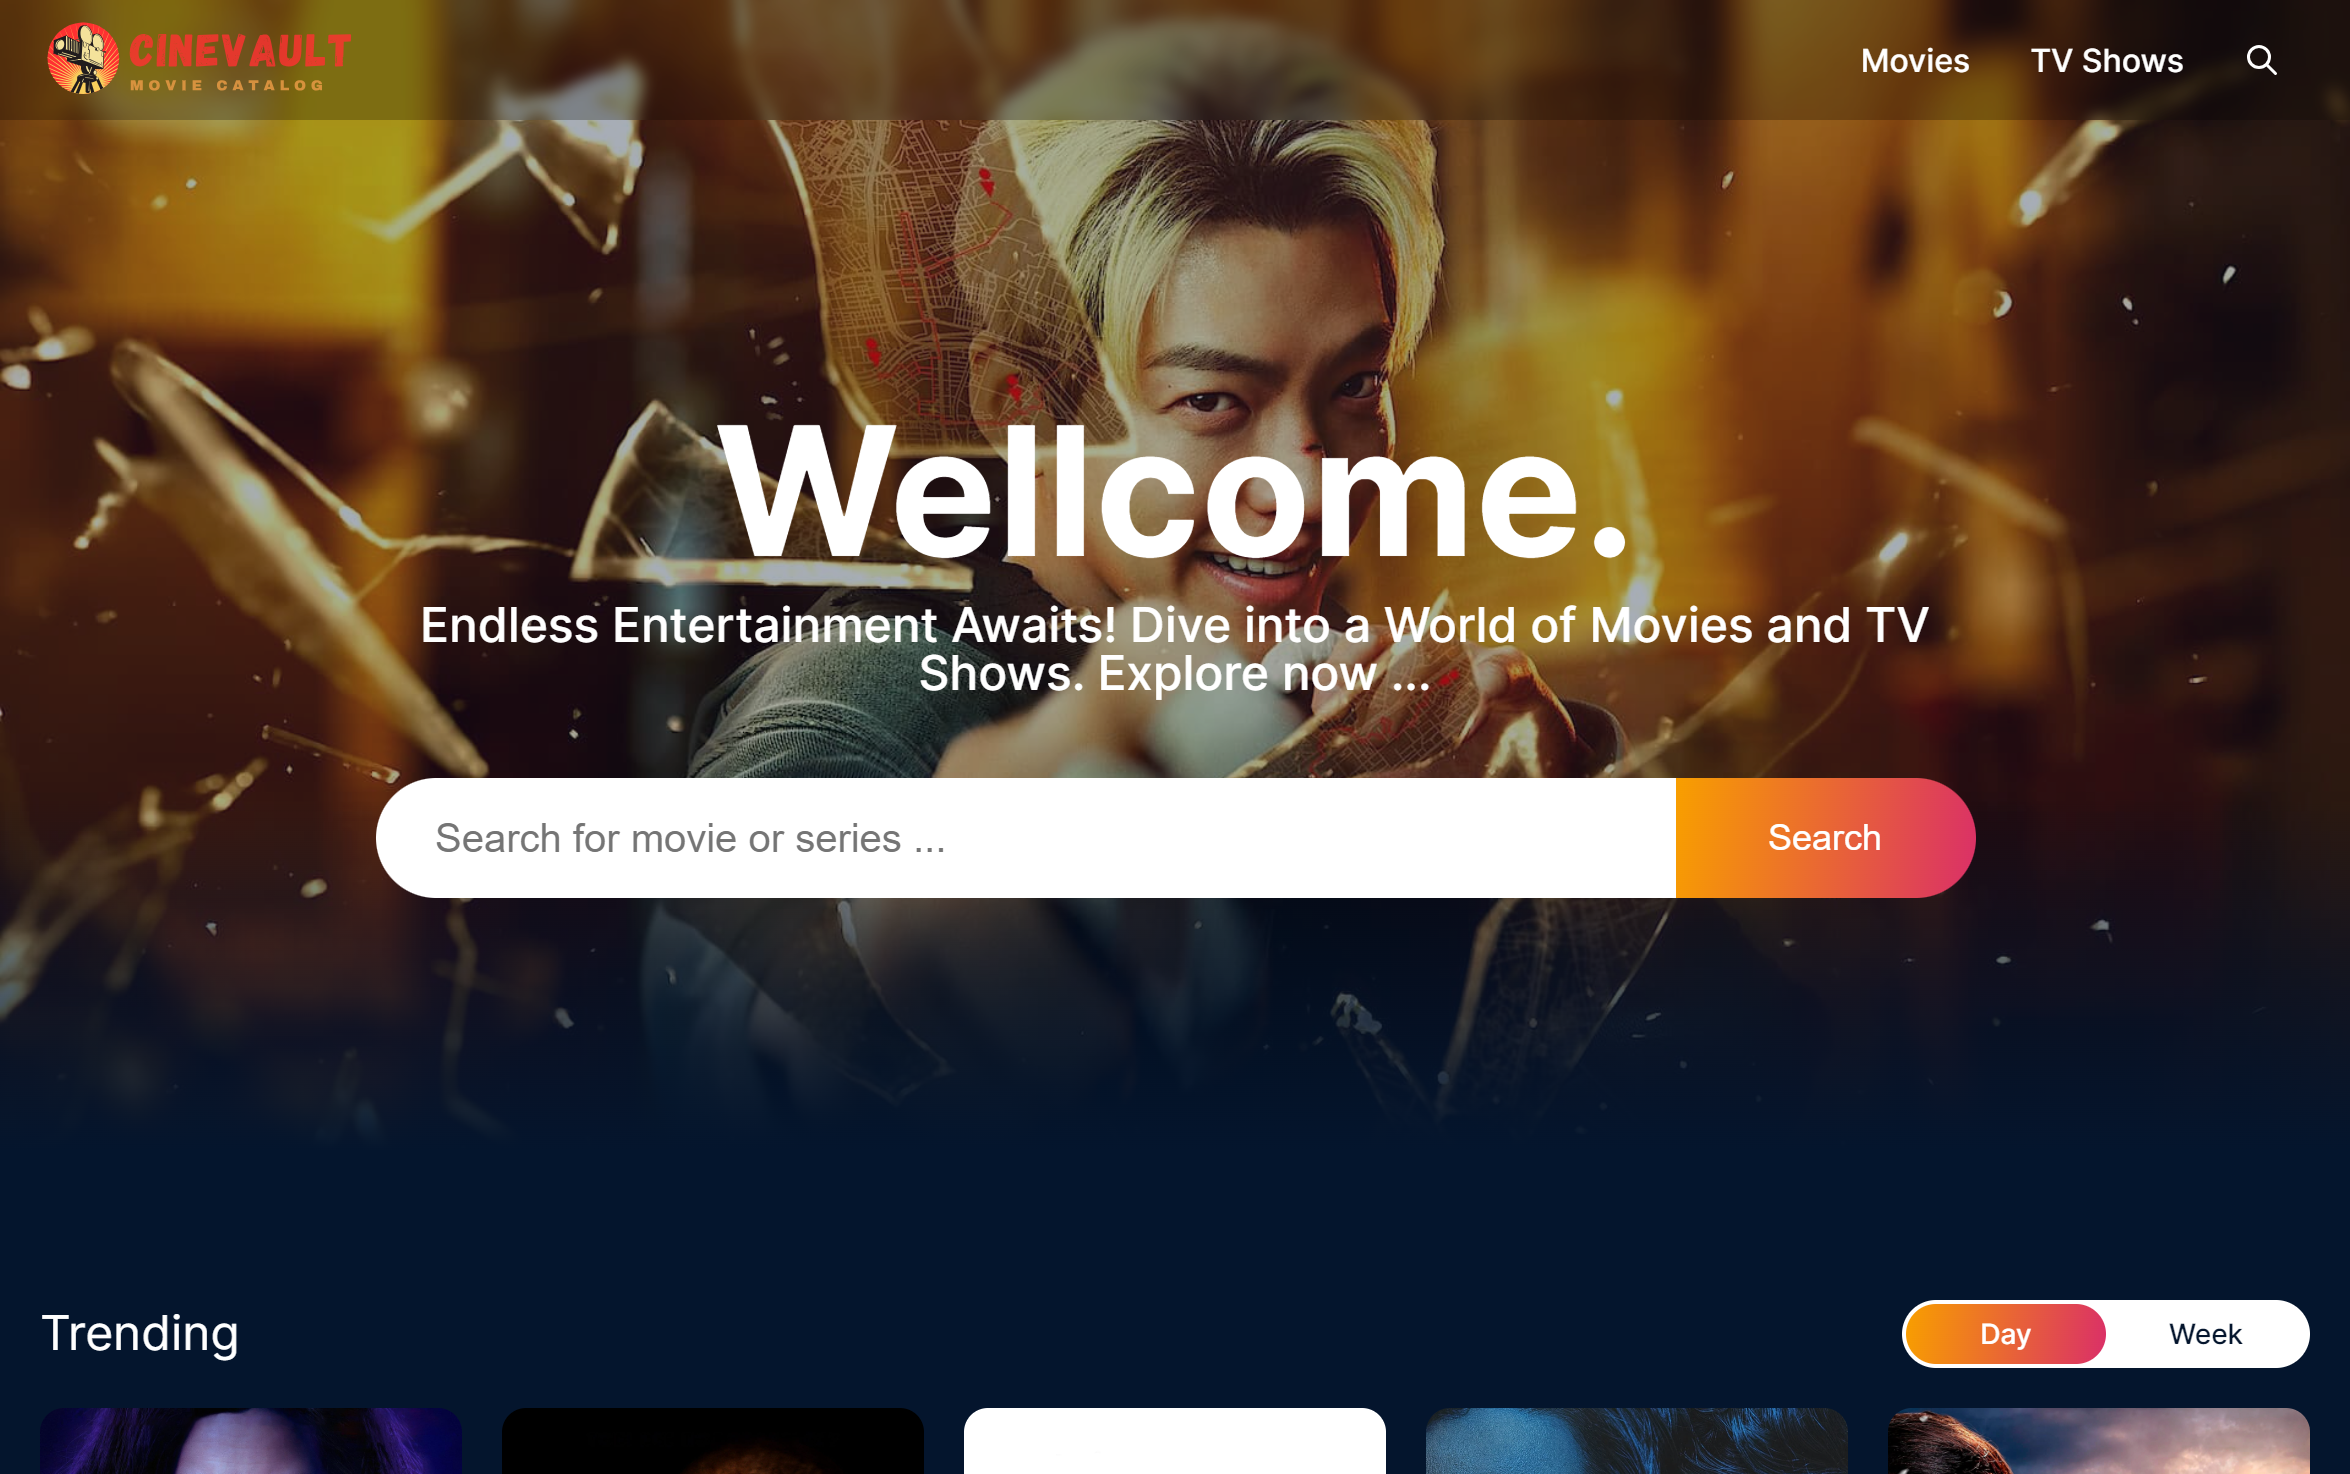 CINEVAULT
MOVIE CATALOG
Movies
TV Shows
Wellcome.
Endless Entertainment Awaits! Dive into a World of Movies and TV
Shows. Explore now ...
Search for movie or series ...
Search
Trending
Day
Week